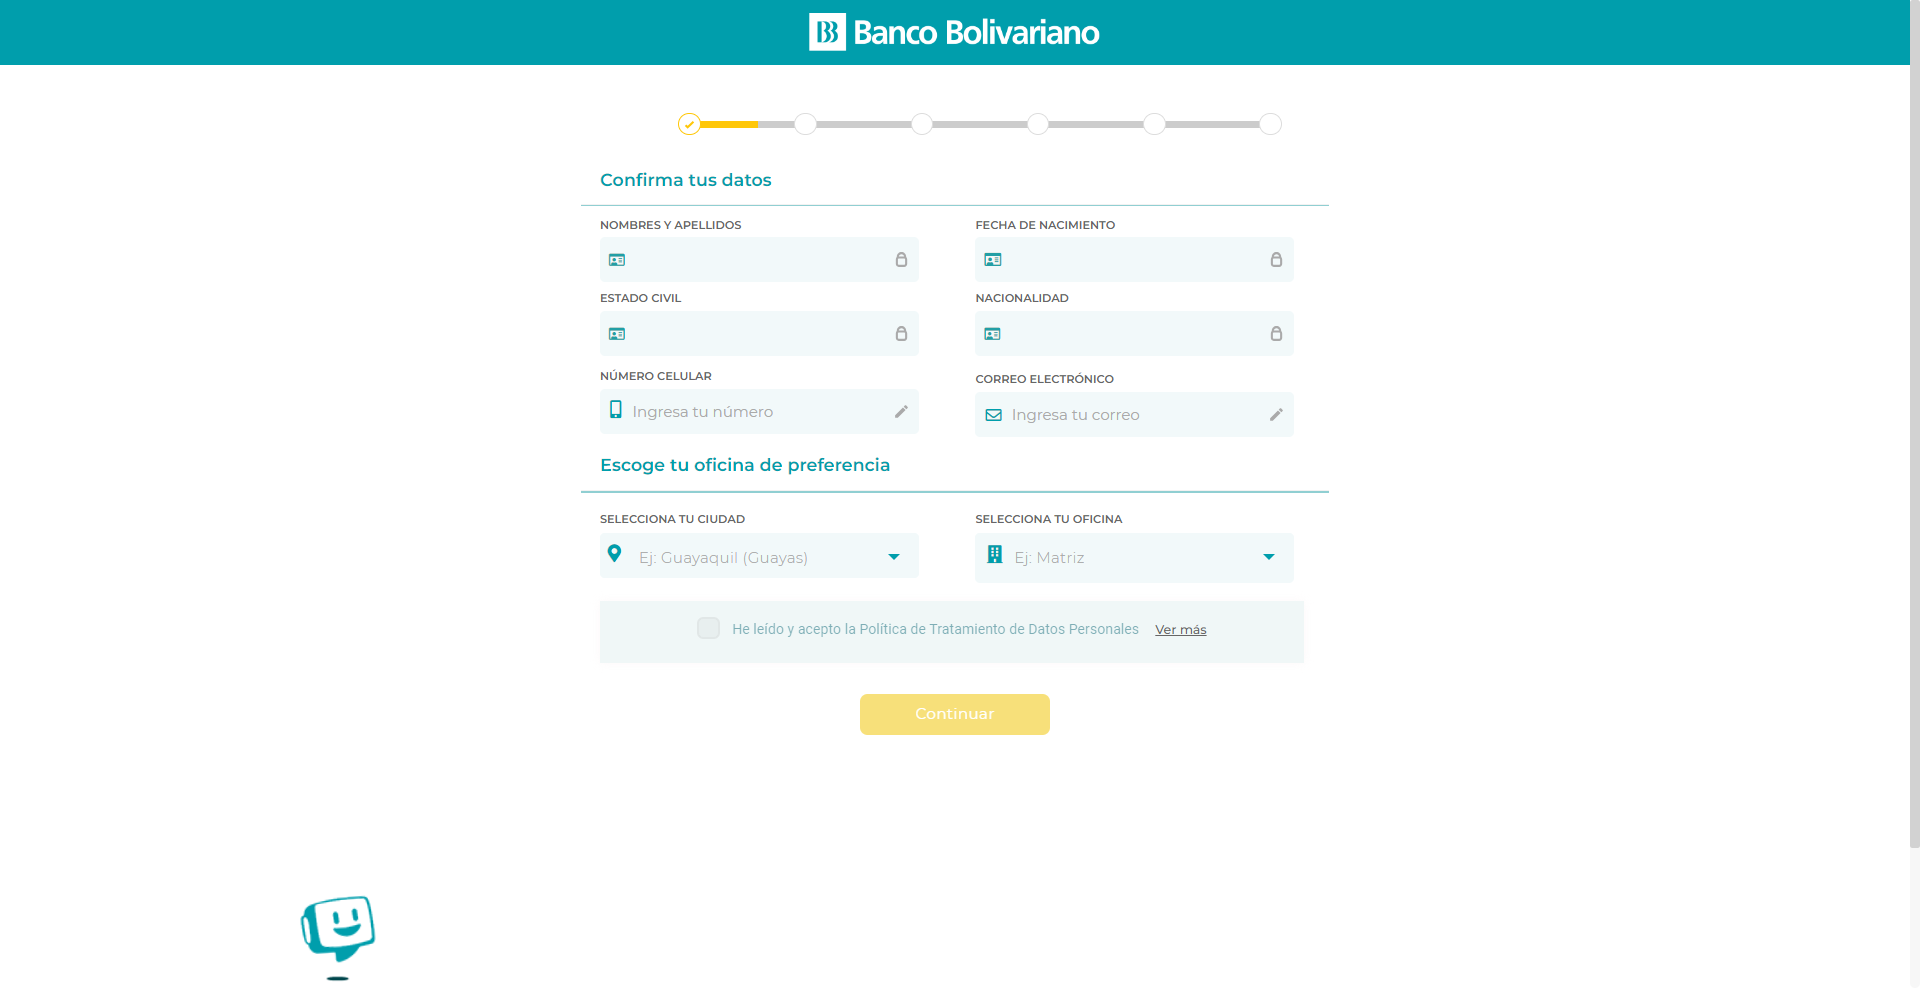 Banco Bolivariano
Confirma tus datos
NOMBRES Y APELLIDOS
FECHA DE NACIMIENTO
ESTADO CIVIL
NACIONALIDAD
NÚMERO CELULAR
Ingresa tu número
CORREO ELECTRÓNICO
Ingresa tu correo
Escoge tu oficina de preferencia
SELECCIONA TU CIUDAD
Ej: Guayaquil (Guayas)
SELECCIONA TU OFICINA
Ej: Matriz
He leído y acepto la Política de Tratamiento de Datos Personales Ver más
Continuar